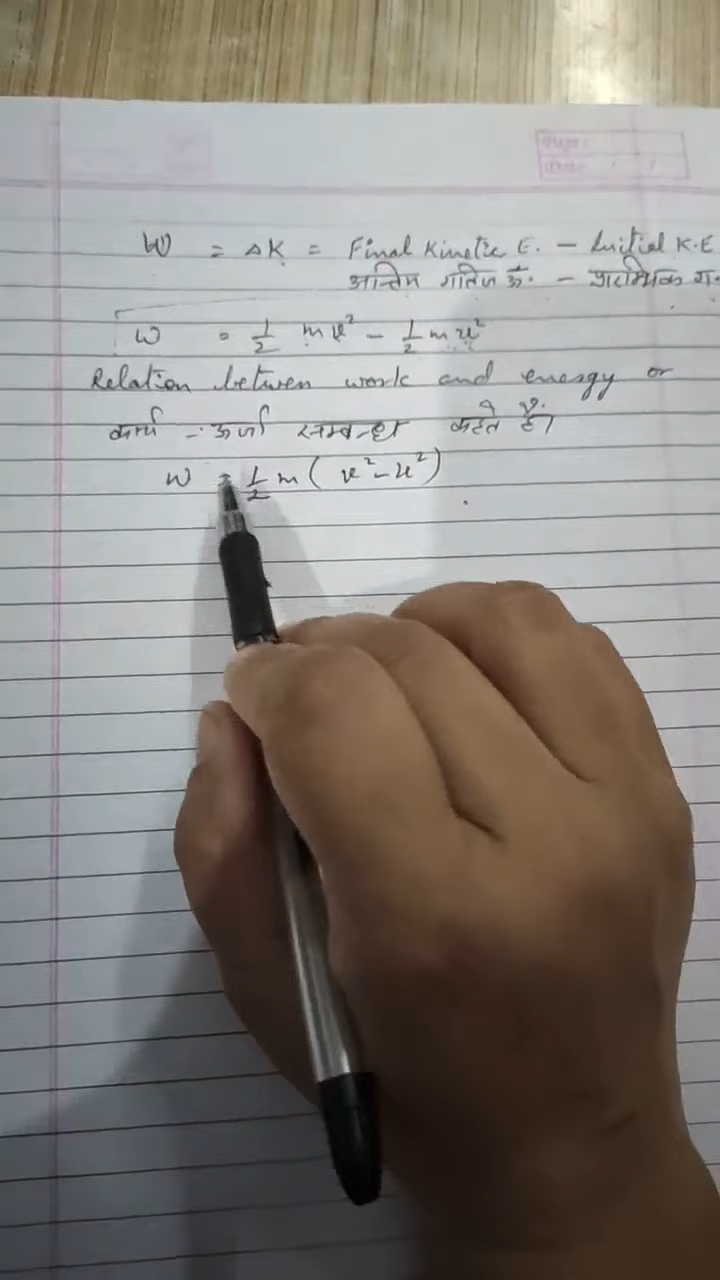 W = ΔK = Final Kinetic E. – Initial K.E
अन्तिम गतिज ऊ. – प्रारम्भिक ग.
W = 1/2 mv² – 1/2 mu²
Relation between work and energy or
कार्य - ऊर्जा सम्बन्ध कहते हैं।
W = 1/2 m ( v² – u² )